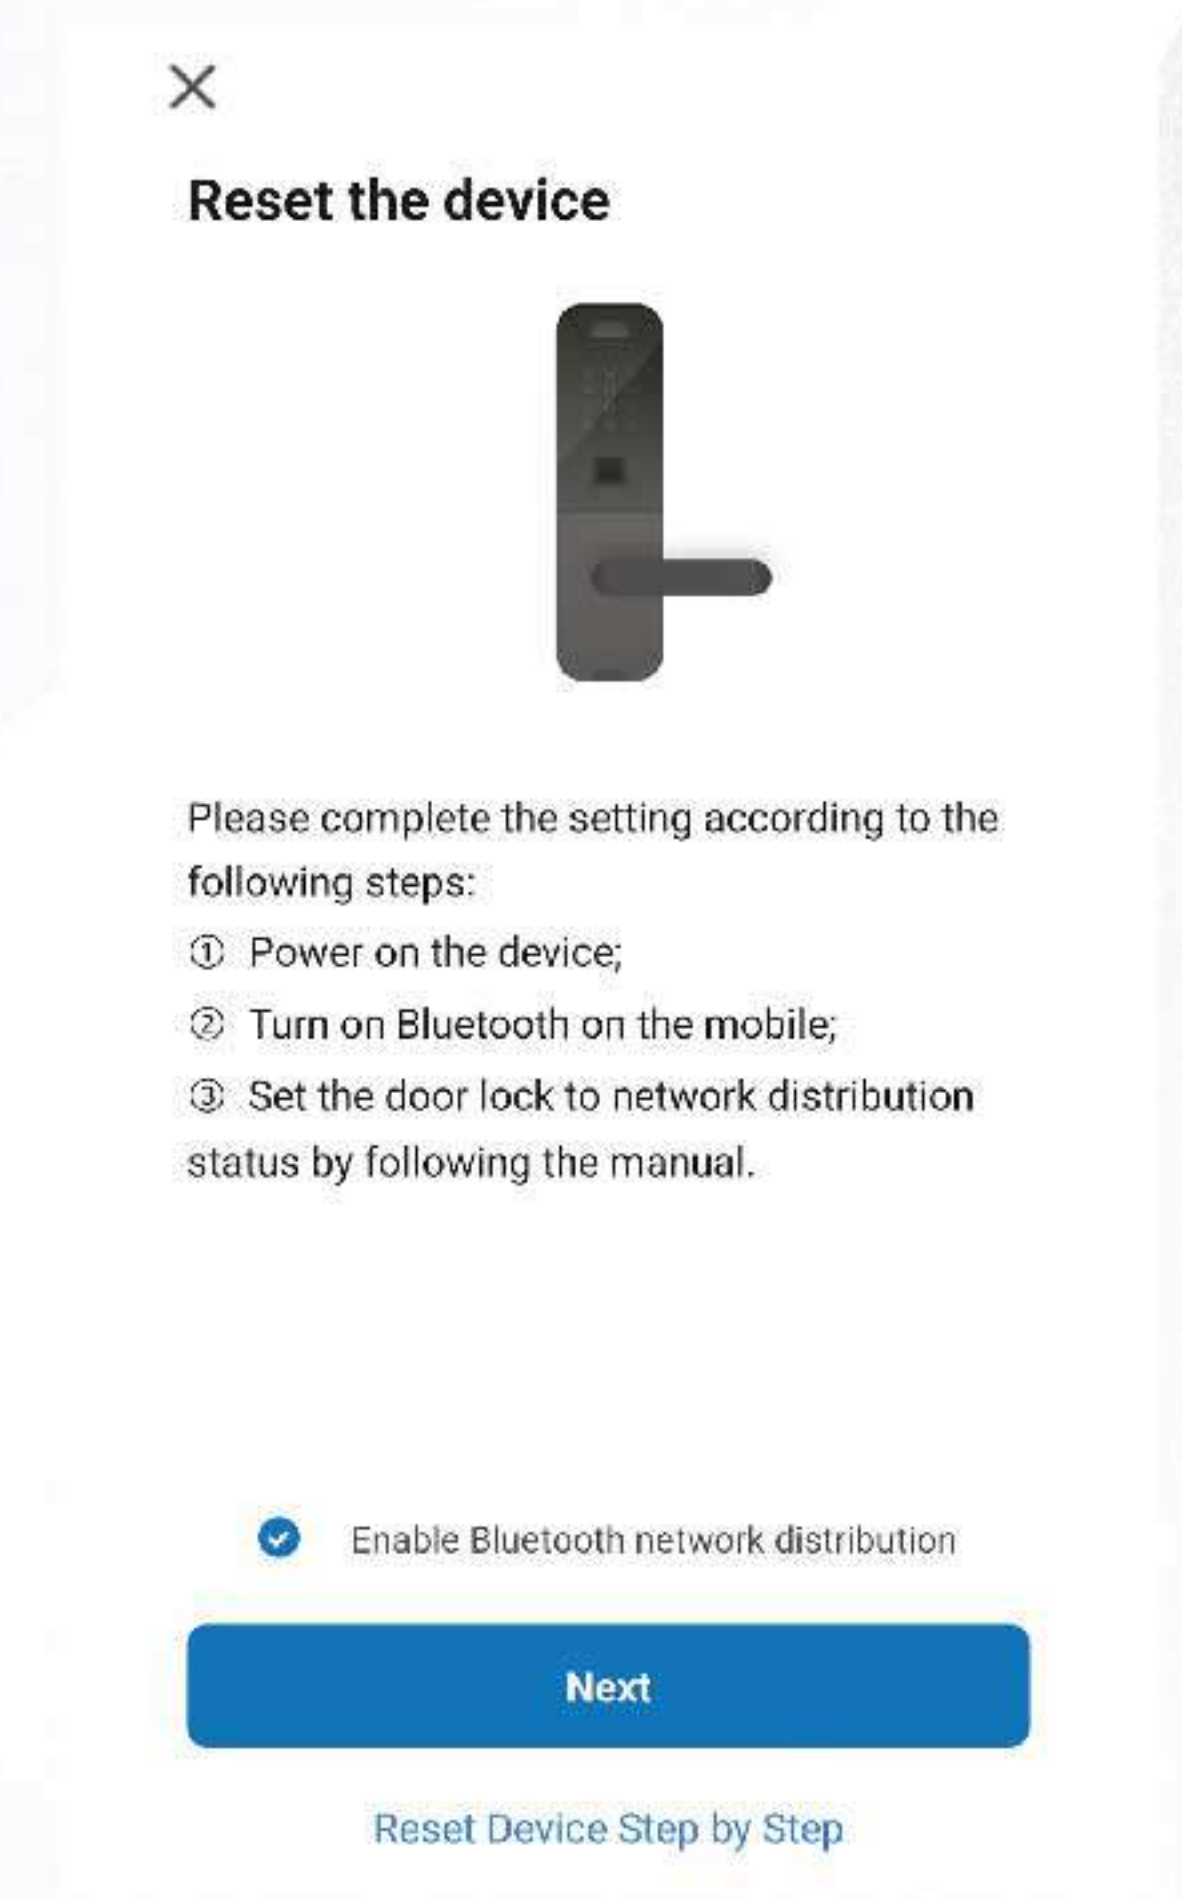 Reset the device
Please complete the setting according to the
following steps:
① Power on the device;
② Turn on Bluetooth on the mobile;
③ Set the door lock to network distribution
status by following the manual.
Enable Bluetooth network distribution
Next
Reset Device Step by Step